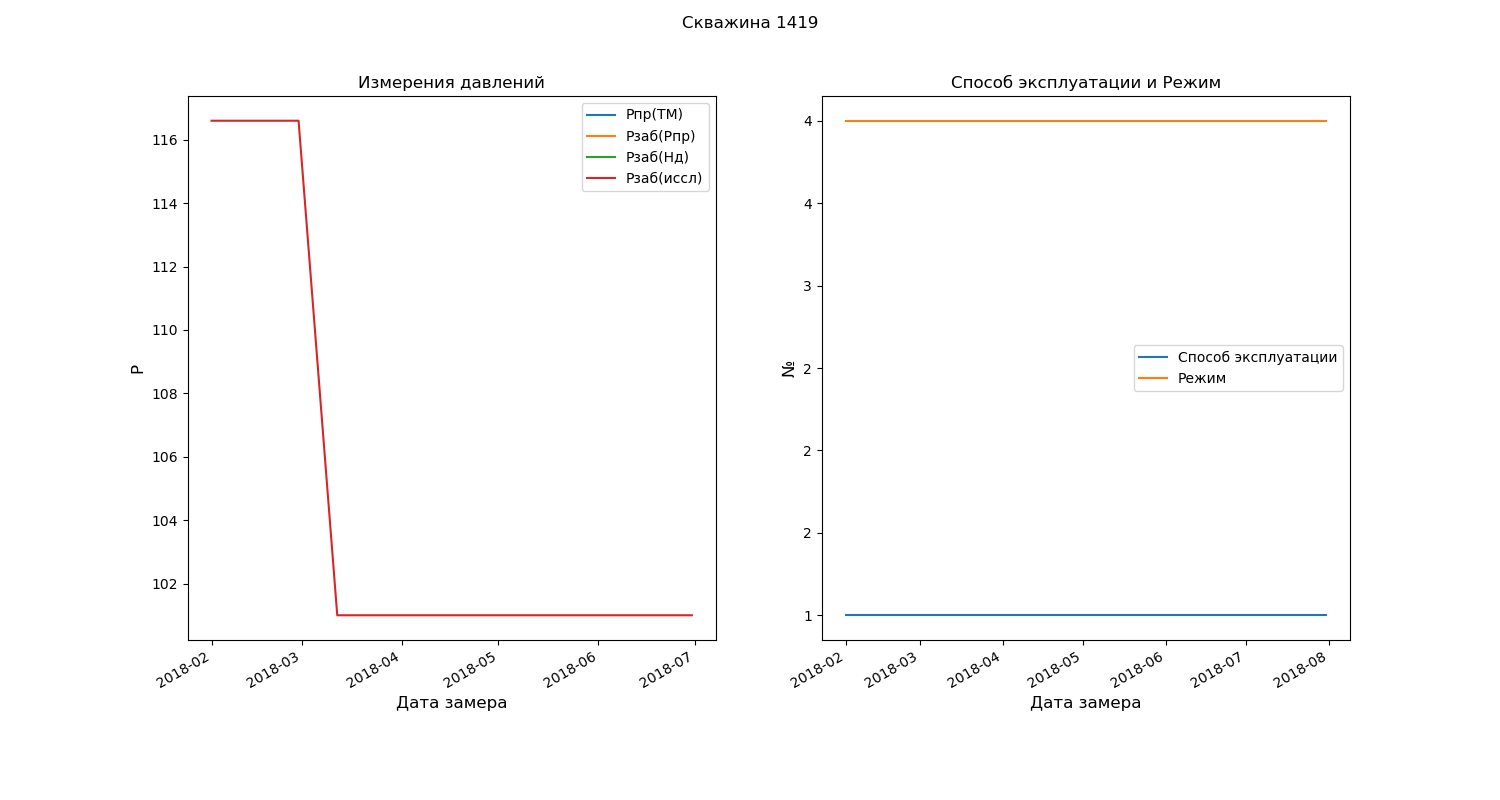 Скважина 1419
Измерения давлений
116
114
112
110
108
106
104
102
P
Рпр(ТМ)
Рзаб(Рпр)
Рзаб(Нд)
Рзаб(иссл)
2018-02
2018-03
2018-04
2018-05
2018-06
2018-07
Дата замера
Способ эксплуатации и Режим
4
4
3
2
2
2
1
№
Способ эксплуатации
Режим
2018-02
2018-03
2018-04
2018-05
2018-06
2018-07
2018-08
Дата замера